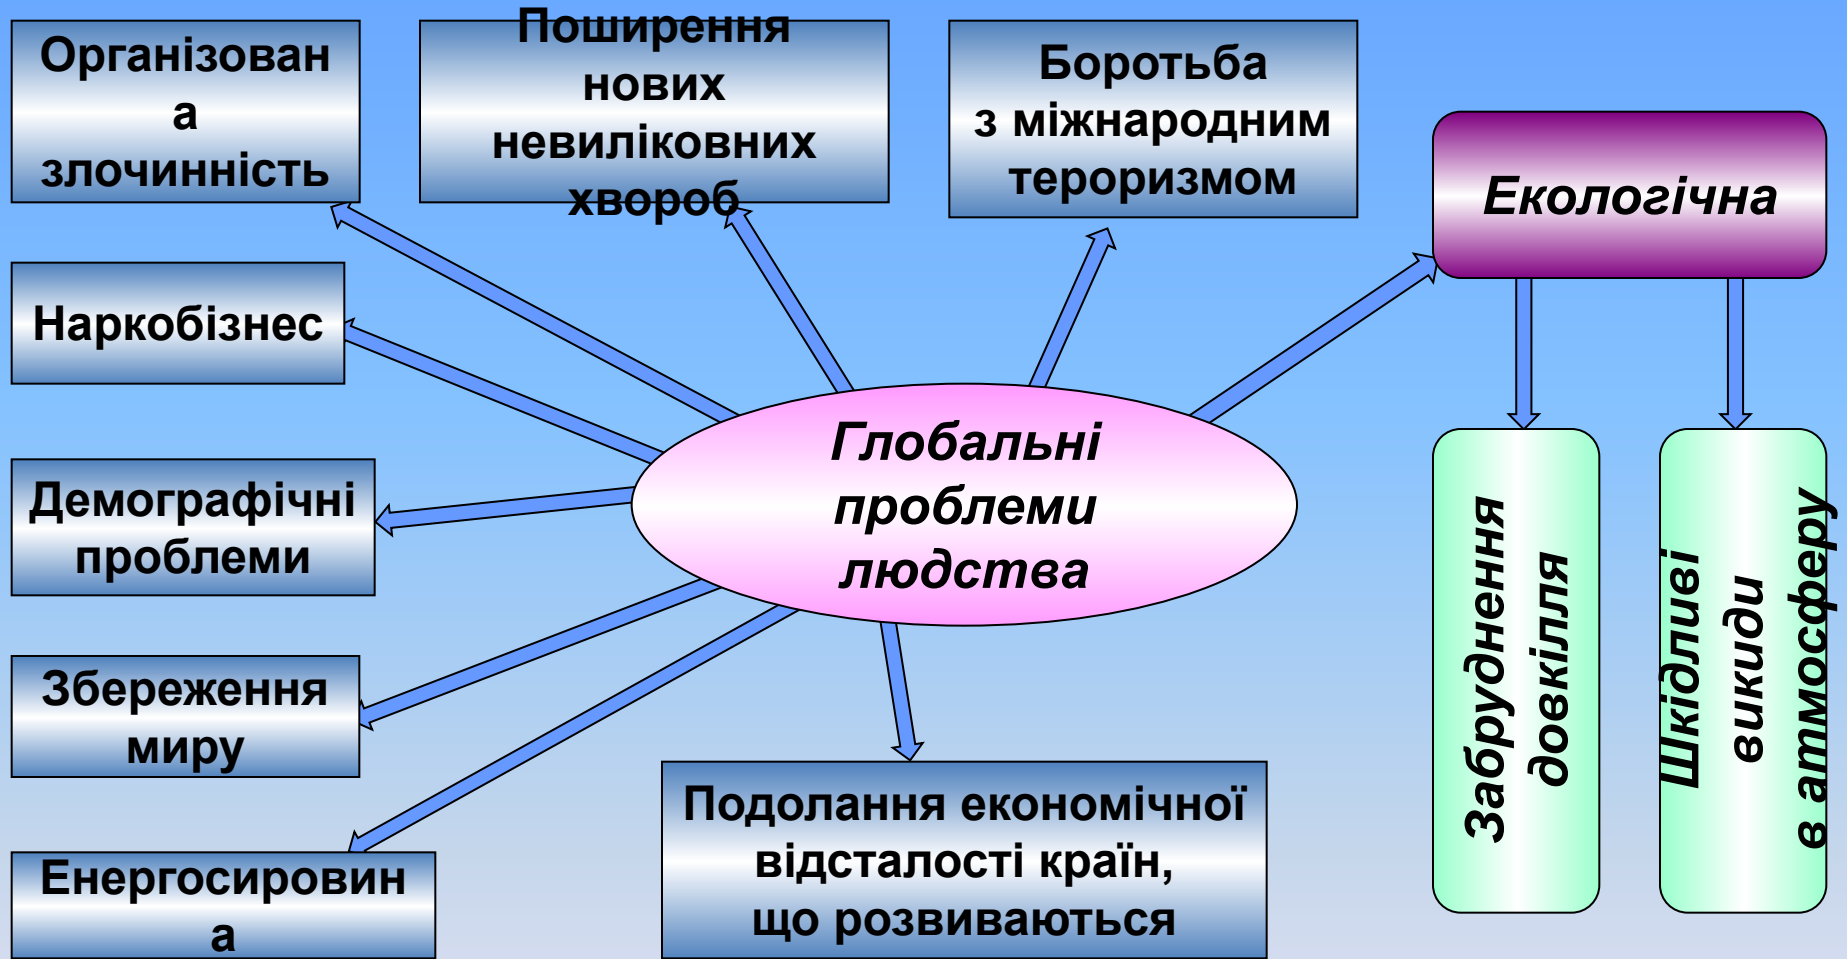 Організован
а
злочинність
Поширення
нових
невиліковних
хвороб
Боротьба
з міжнародним
тероризмом
Екологічна
Наркобізнес
Глобальні
проблеми
людства
Демографічні
проблеми
Збереження
миру
Енергосировин
а
Подолання економічної
відсталості країн,
що розвиваються
Забруднення
довкілля
Шкідливі
викиди
в атмосферу